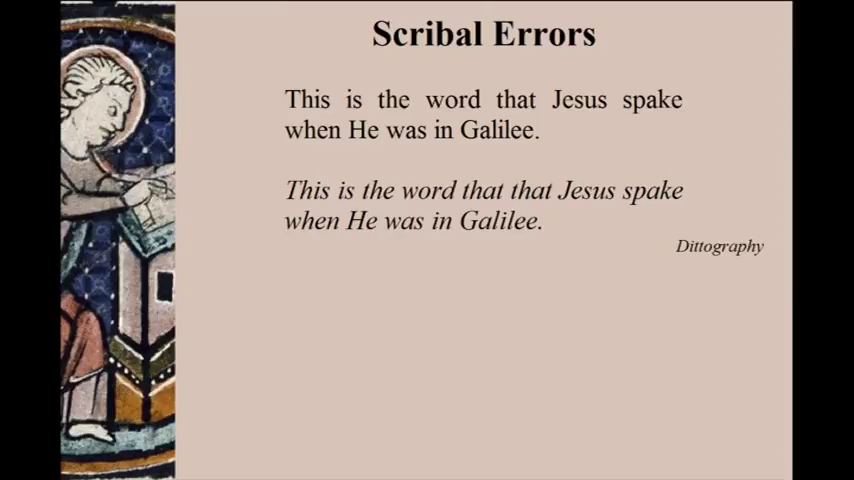 Scribal Errors
This is the word that Jesus spake
when He was in Galilee.
This is the word that that Jesus spake
when He was in Galilee.
Dittography